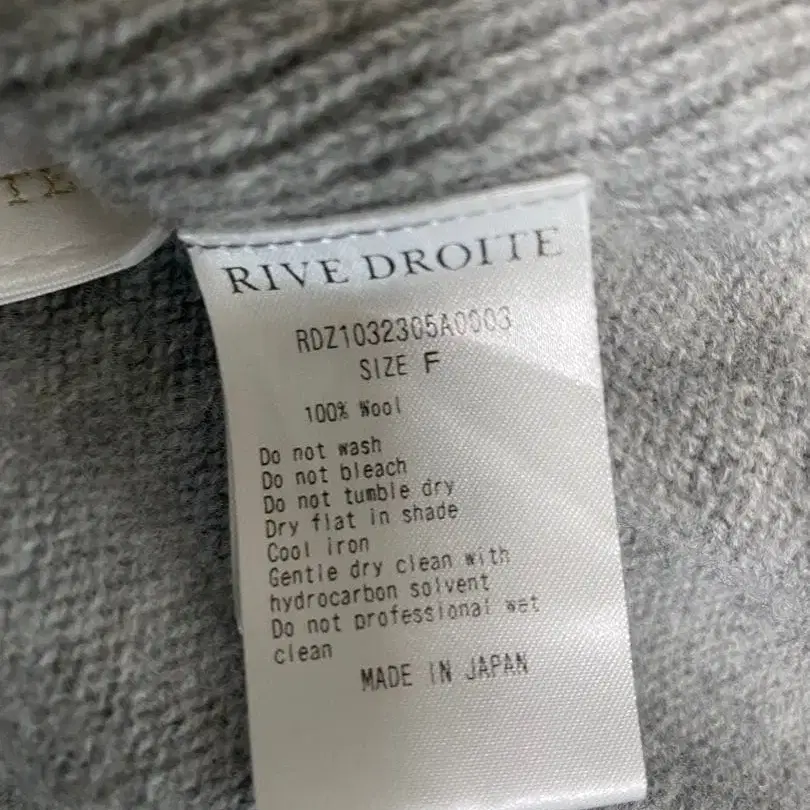 RIVE DROITE
RDZ1032305A0003
SIZE F
100% Wool
Do not wash
Do not bleach
Do not tumble dry
Dry flat in shade
Cool iron
Gentle dry clean with
hydrocarbon solvent
Do not professional wet
clean
MADE IN JAPAN